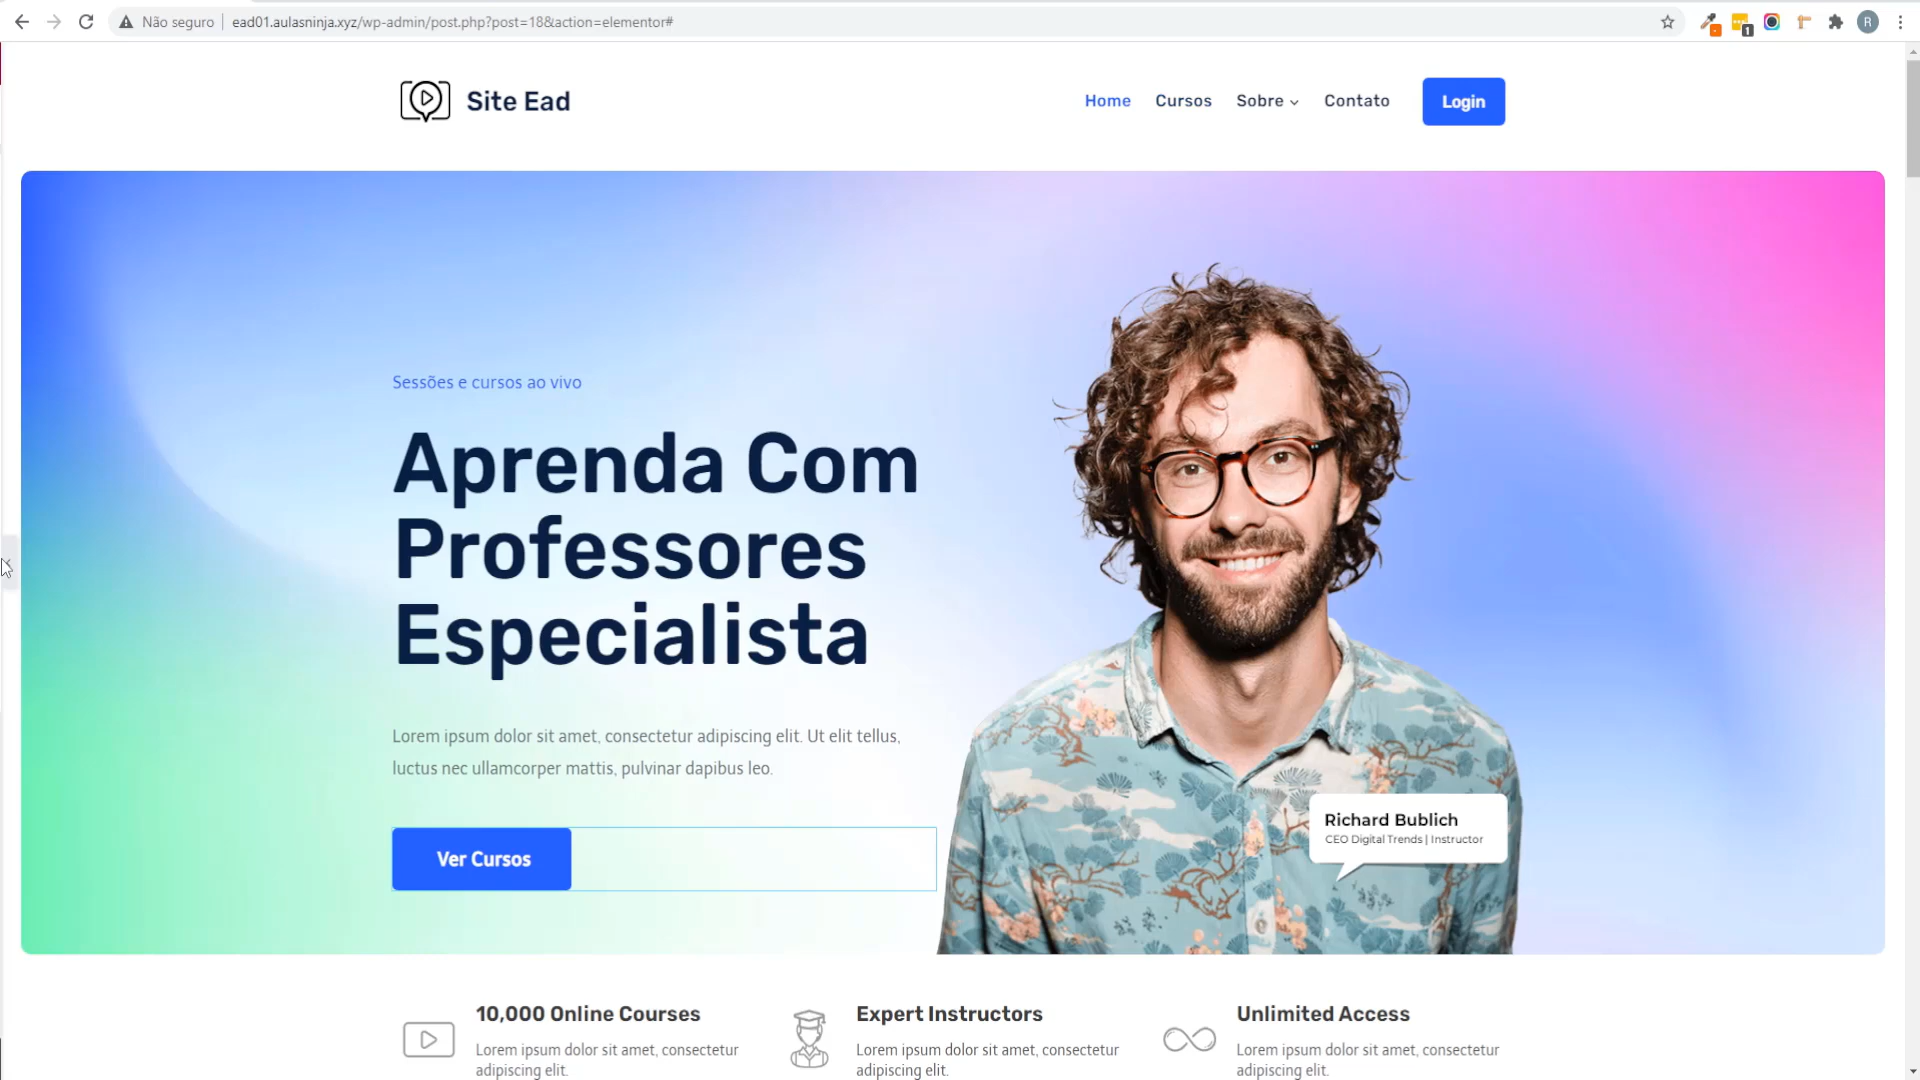 Não seguro
ead01.aulasninja.xyz/wp-admin/post.php?post=18&action=elementor#
1
R
Site Ead
Home
Cursos
Sobre
Contato
Login
Sessões e cursos ao vivo
Aprenda Com
Professores
Especialista
Lorem ipsum dolor sit amet, consectetur adipiscing elit. Ut elit tellus,
luctus nec ullamcorper mattis, pulvinar dapibus leo.
Ver Cursos
Richard Bublich
CEO Digital Trends | Instructor
10,000 Online Courses
Lorem ipsum dolor sit amet, consectetur
adipiscing elit.
Expert Instructors
Lorem ipsum dolor sit amet, consectetur
adipiscing elit.
Unlimited Access
Lorem ipsum dolor sit amet, consectetur
adipiscing elit.